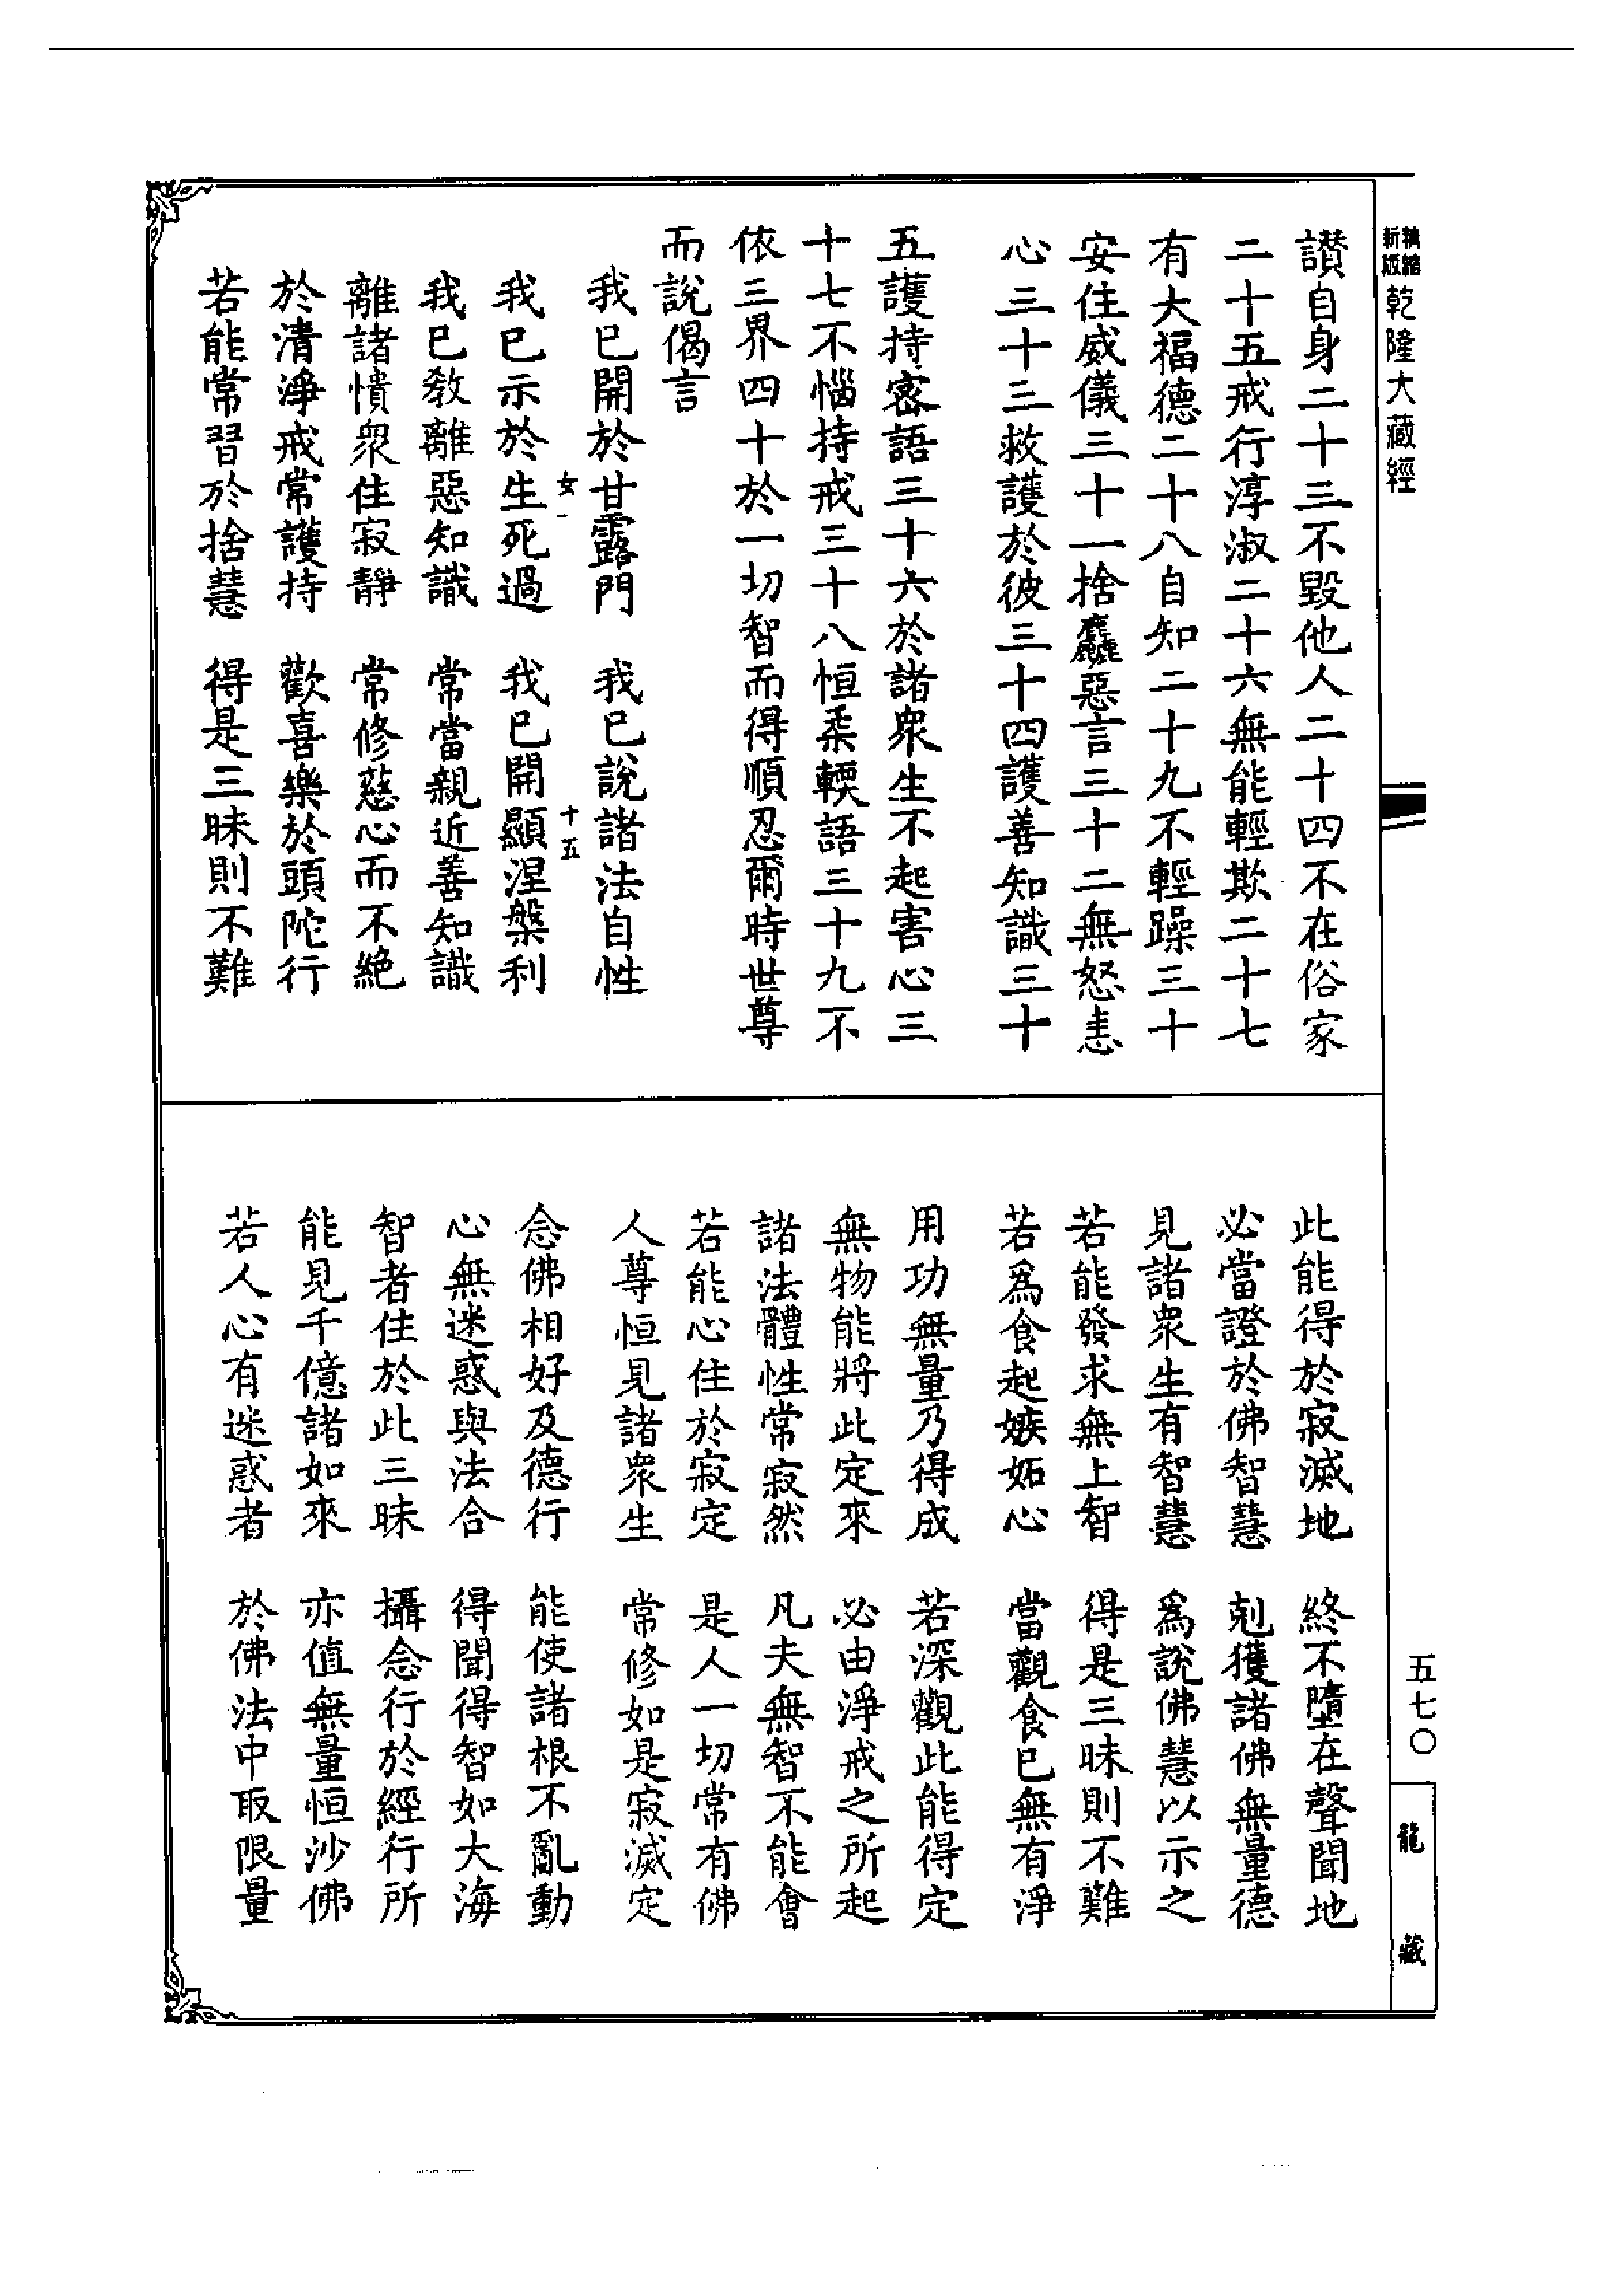 精縮新版乾隆大藏經
讚自身二十三不毀他人二十四不在俗家
二十五戒行淳淑二十六無能輕欺二十七
有大福德二十八自知二十九不輕躁三十
安住威儀三十一捨麤惡言三十二無怒恚
心三十三救護於彼三十四護善知識三十
五護持密語三十六於諸衆生不起害心三
十七不惱持戒三十八恒柔輭語三十九不
依三界四十於一切智而得順忍爾時世尊
而說偈言
我已開於甘露門　我已說諸法自性
女一　十五
我已示於生死過　我已開顯涅槃利
我已教離惡知識　常當親近善知識
離諸憒衆住寂靜　常修慈心而不絶
於清淨戒常護持　歡喜樂於頭陀行
若能常習於捨慧　得是三昧則不難
此能得於寂滅地　終不墮在聲聞地
必當證於佛智慧　剋獲諸佛無量德
見諸衆生有智慧　爲說佛慧以示之
若能發求無上智　得是三昧則不難
若爲食起嫉妬心　當觀食已無有淨
用功無量乃得成　若深觀此能得定
無物能將此定來　必由淨戒之所起
諸法體性常寂然　凡夫無智不能會
若能心住於寂定　是人一切常有佛
人尊恒見諸衆生　常修如是寂滅定
念佛相好及德行　能使諸根不亂動
心無迷惑與法合　得聞得智如大海
智者住於此三昧　攝念行於經行所
能見千億諸如來　亦值無量恒沙佛
若人心有迷惑者　於佛法中取限量
五七〇
龍藏